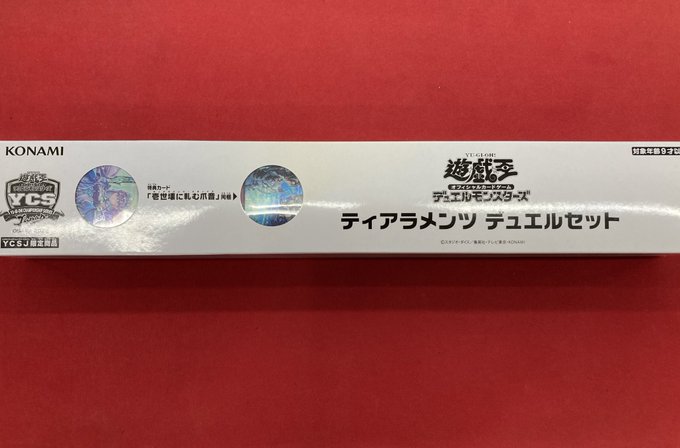 KONAMI
YCS
YCSJ限定商品
特典カード
「壱世壊に軋む爪音」同梱▶
YU-GI-OH!
遊戯王
オフィシャルカードゲーム
デュエルモンスターズ
ティアラメンツ デュエルセット
©スタジオ・ダイス／集英社・テレビ東京・KONAMI
対象年齢9才以